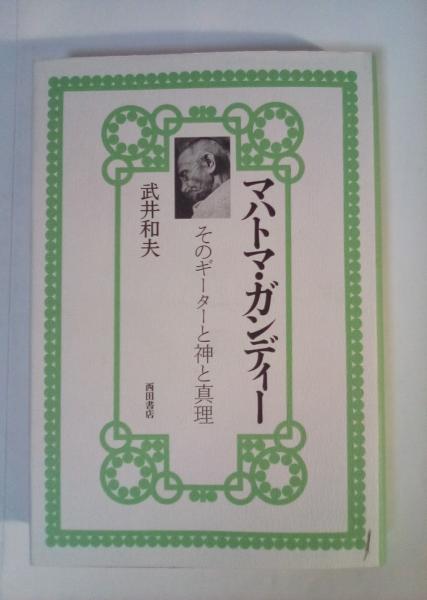 マハトマ・ガンディー
そのギーターと神と真理
武井和夫
西田書店